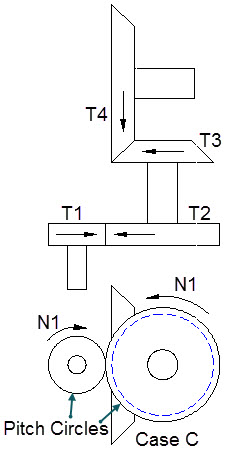 T4
T3
T1
T2
N1
N1
Pitch Circles
Case C